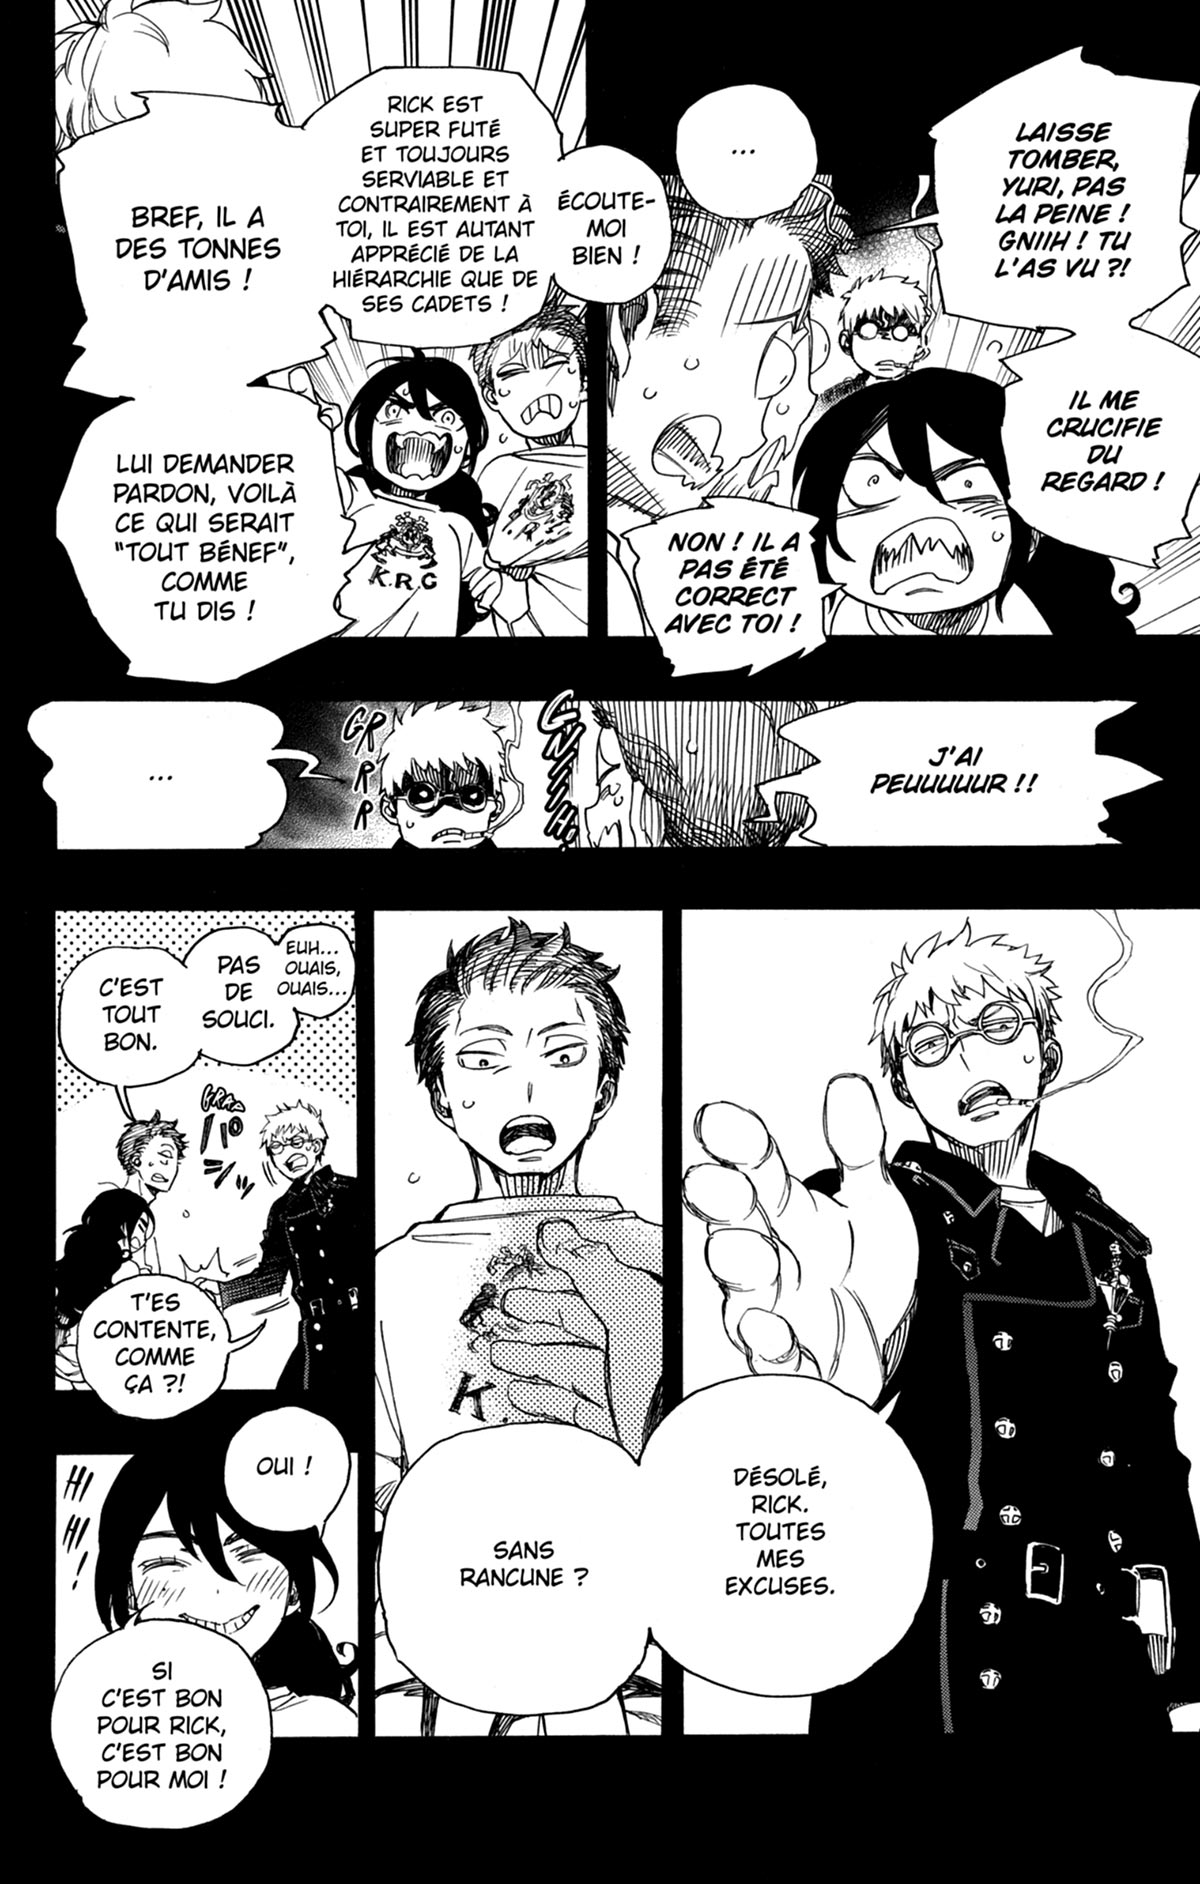 LAISSE
TOMBER,
YURI, PAS
LA PEINE !
GNIIH ! TU
L'AS VU ?!
IL ME
CRUCIFIE
DU
REGARD !
...
NON ! IL A
PAS ÉTÉ
CORRECT
AVEC TOI !
ÉCOUTE-
MOI
BIEN !
RICK EST
SUPER FUTÉ
ET TOUJOURS
SERVIABLE ET
CONTRAIREMENT À
TOI, IL EST AUTANT
APPRÉCIÉ DE LA
HIÉRARCHIE QUE DE
SES CADETS !
BREF, IL A
DES TONNES
D'AMIS !
LUI DEMANDER
PARDON, VOILÀ
CE QUI SERAIT
"TOUT BÉNEF",
COMME
TU DIS !
K.R.C
J'AI
PEUUUUUR !!
GNIIIH !
GRRRR
...
DÉSOLÉ,
RICK.
TOUTES
MES
EXCUSES.
SANS
RANCUNE ?
K.
EUH...
OUAIS,
OUAIS...
PAS
DE
SOUCI.
C'EST
TOUT
BON.
T'ES
CONTENTE,
COMME
ÇA ?!
OUI !
HI
HI
HI !
SI
C'EST BON
POUR RICK,
C'EST BON
POUR MOI !